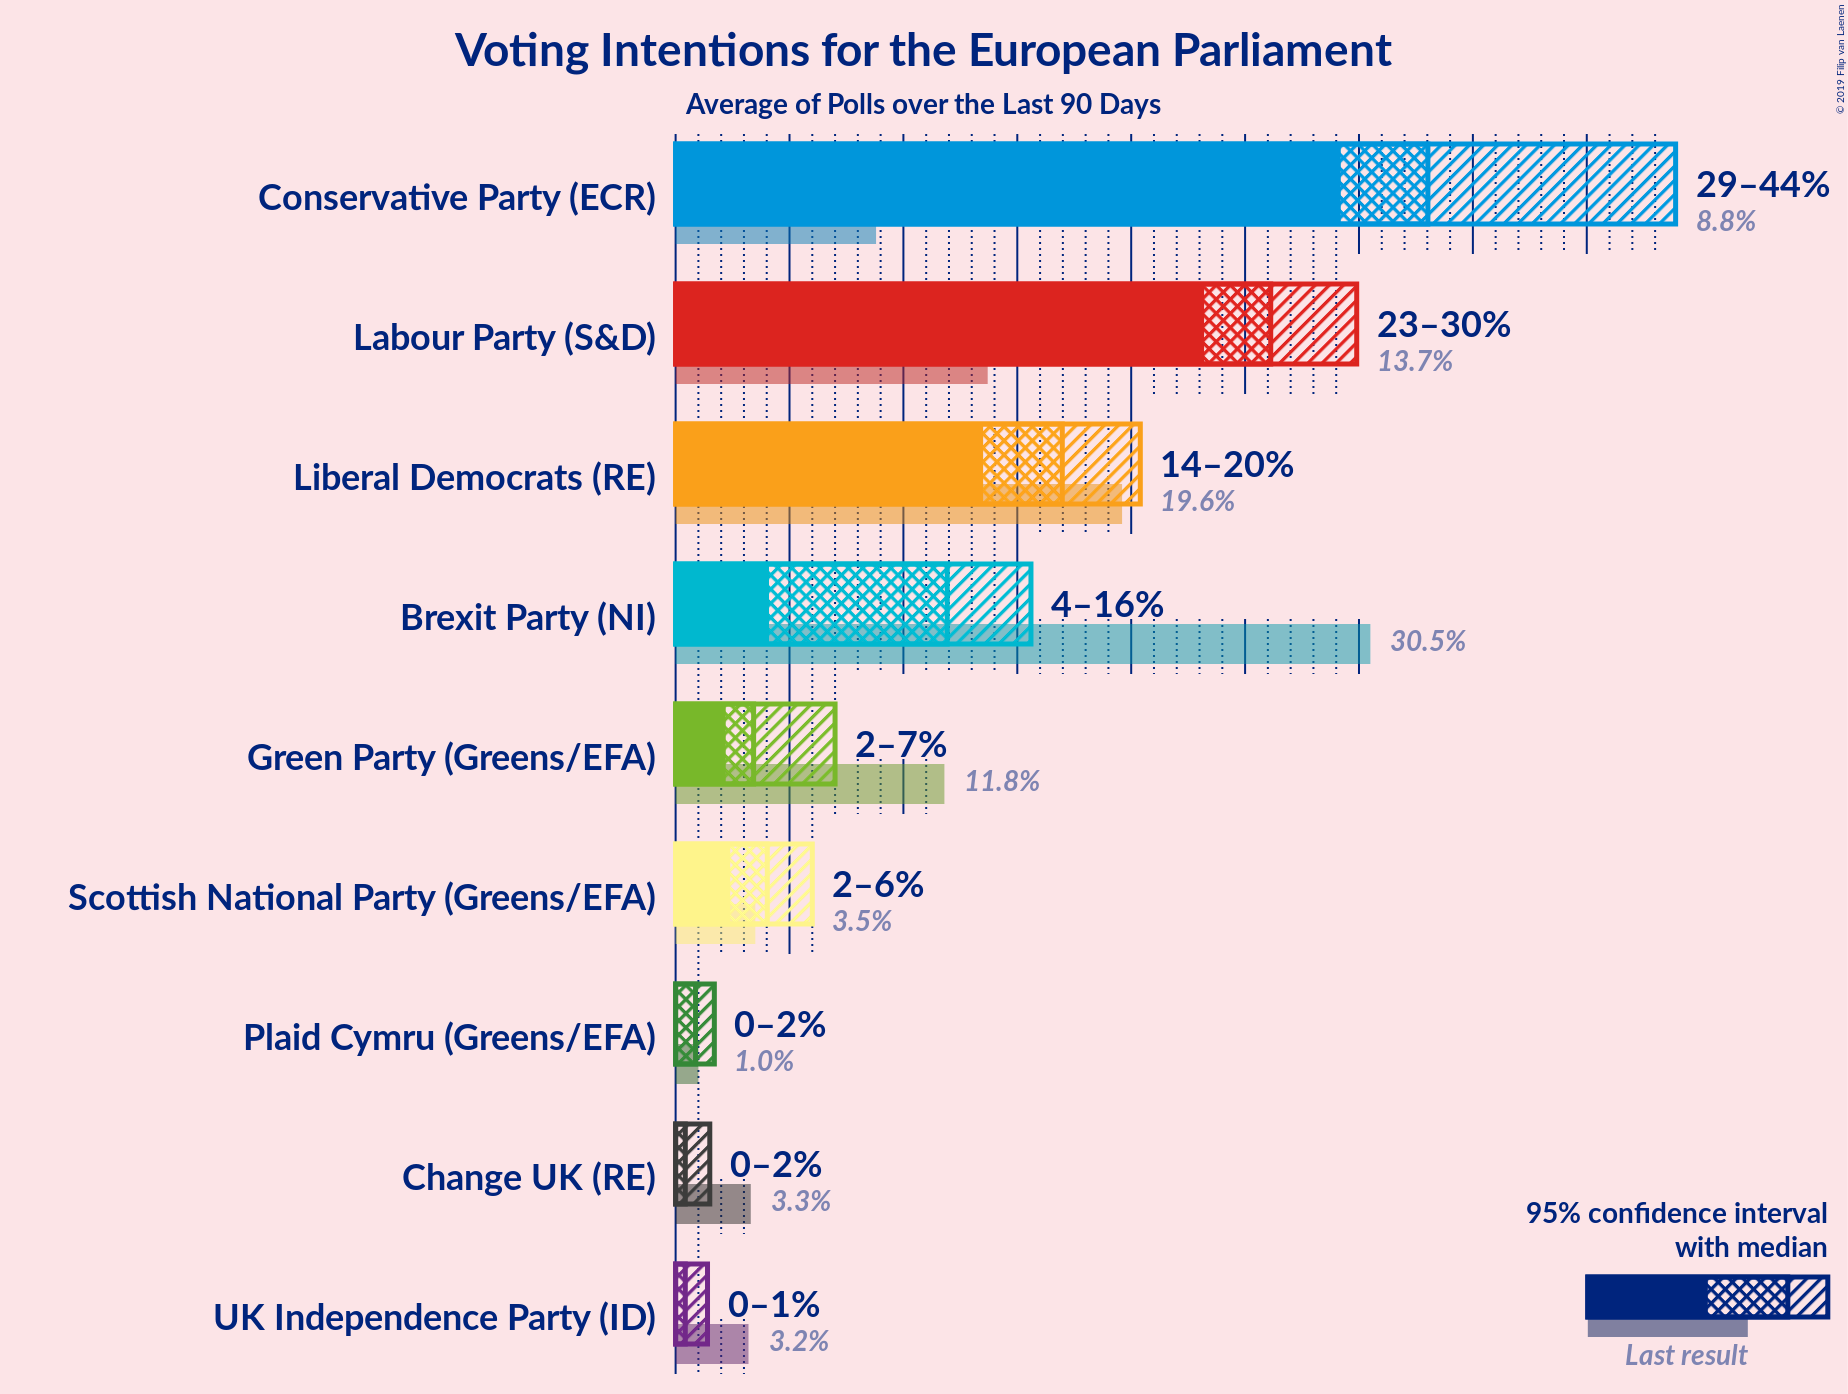 Voting Intentions for the European Parliament
Average of Polls over the Last 90 Days
© 2019 Filip van Laenen
Conservative Party (ECR)
29–44%
8.8%
Labour Party (S&D)
23–30%
13.7%
Liberal Democrats (RE)
14–20%
19.6%
Brexit Party (NI)
4–16%
30.5%
Green Party (Greens/EFA)
2–7%
11.8%
Scottish National Party (Greens/EFA)
2–6%
3.5%
Plaid Cymru (Greens/EFA)
0–2%
1.0%
Change UK (RE)
0–2%
3.3%
UK Independence Party (ID)
0–1%
3.2%
95% confidence interval
with median
Last result